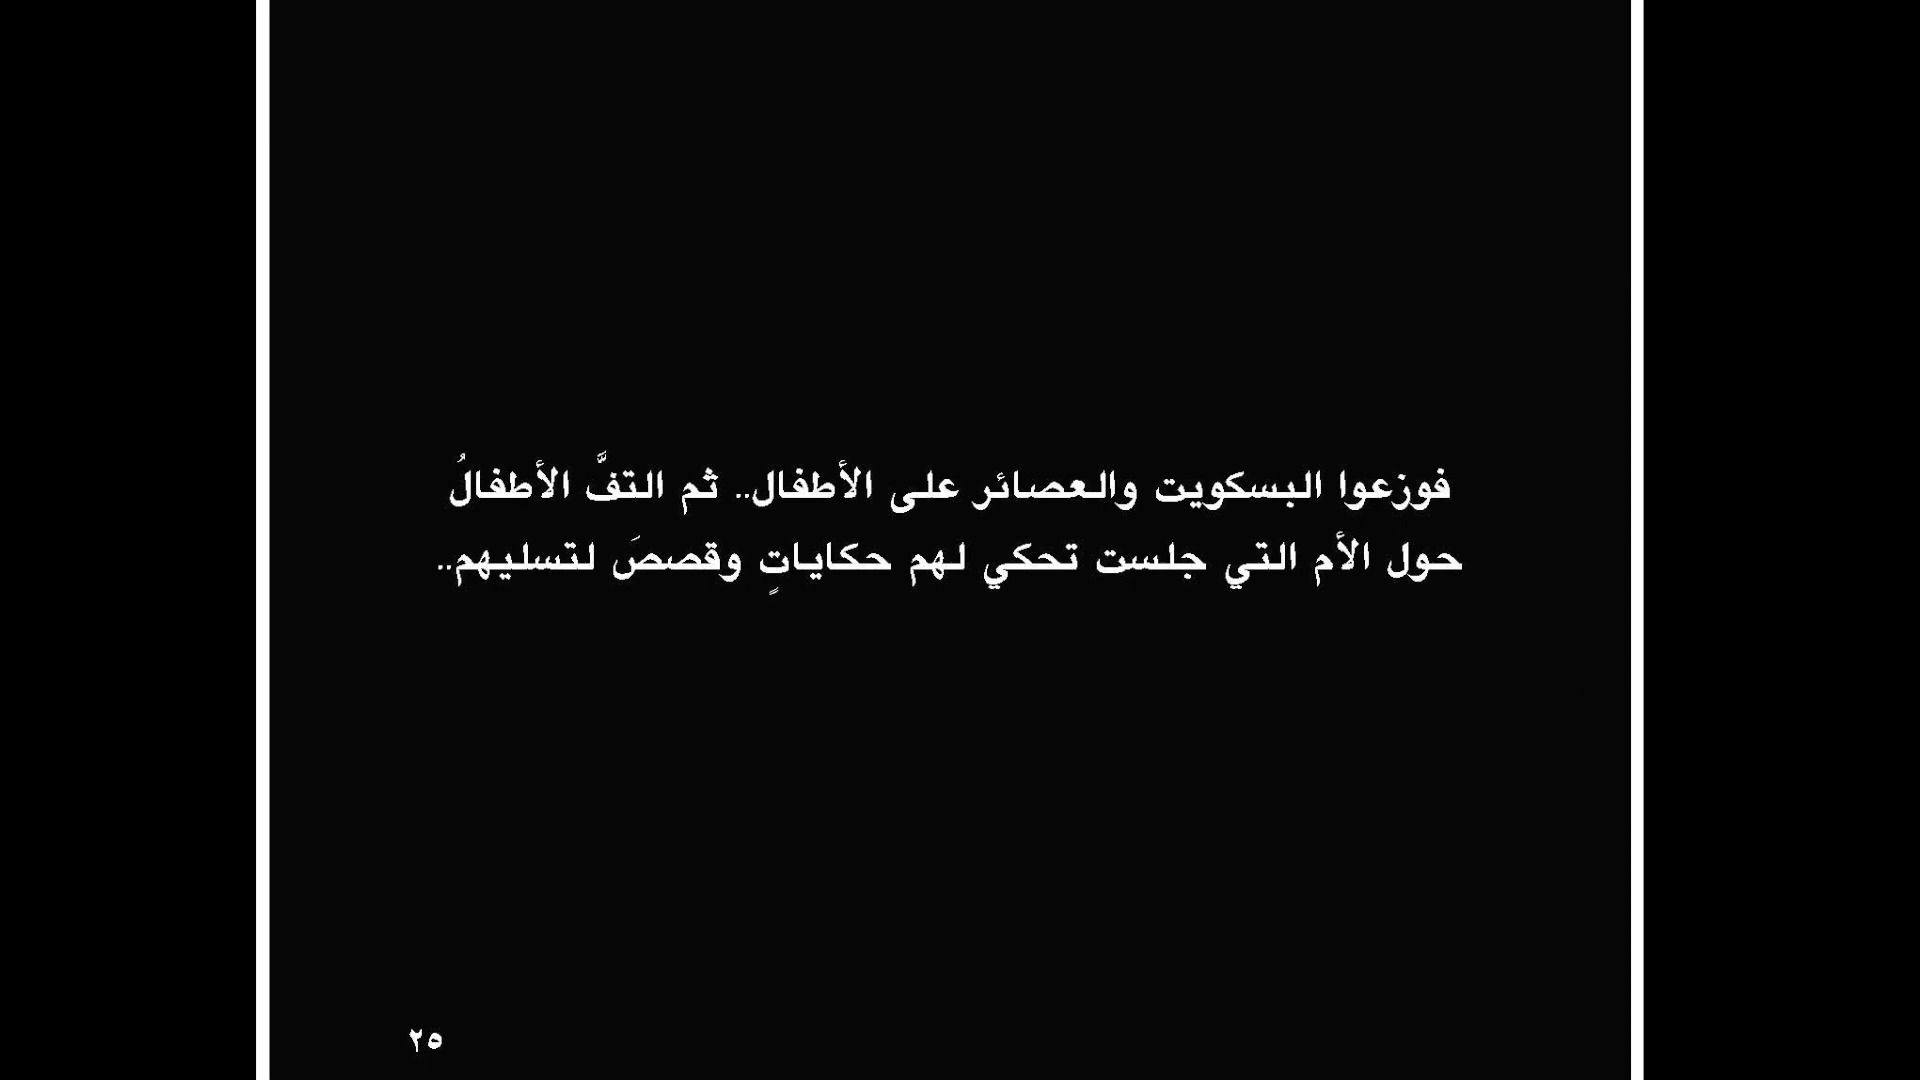 فوزعوا البسكويت والعصائر على الأطفال.. ثم التفَّ الأطفالُ
حول الأم التي جلست تحكي لهم حكاياتٍ وقصصَ لتسليهم..
٢٥